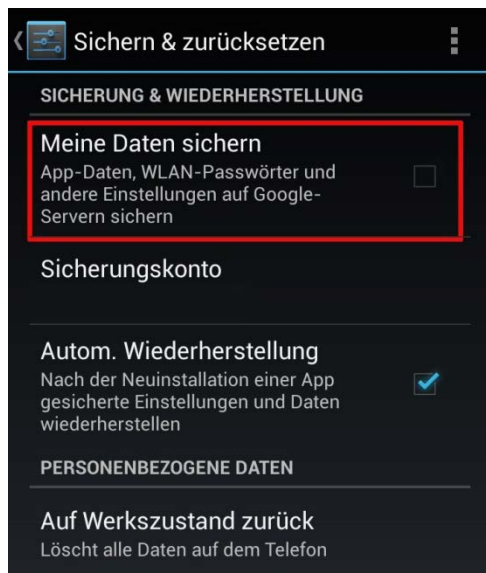 Sichern & zurücksetzen
SICHERUNG & WIEDERHERSTELLUNG
Meine Daten sichern
App-Daten, WLAN-Passwörter und
andere Einstellungen auf Google-
Servern sichern
Sicherungskonto
Autom. Wiederherstellung
Nach der Neuinstallation einer App
gesicherte Einstellungen und Daten
wiederherstellen
PERSONENBEZOGENE DATEN
Auf Werkszustand zurück
Löscht alle Daten auf dem Telefon